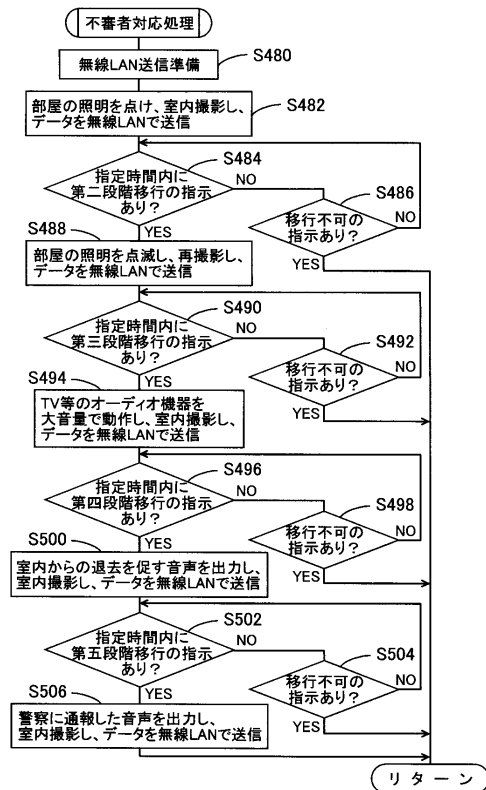 不審者対応処理
無線LAN送信準備
S480
部屋の照明を点け、室内撮影し、
データを無線LANで送信
S482
指定時間内に
第二段階移行の指示
あり?
S484
NO
YES
移行不可の
指示あり?
S486
NO
YES
S488
部屋の照明を点滅し、再撮影し、
データを無線LANで送信
指定時間内に
第三段階移行の指示
あり?
S490
NO
YES
移行不可の
指示あり?
S492
NO
YES
S494
TV等のオーディオ機器を
大音量で動作し、室内撮影し、
データを無線LANで送信
指定時間内に
第四段階移行の指示
あり?
S496
NO
YES
移行不可の
指示あり?
S498
NO
YES
S500
室内からの退去を促す音声を出力し、
室内撮影し、データを無線LANで送信
指定時間内に
第五段階移行の指示
あり?
S502
NO
YES
移行不可の
指示あり?
S504
NO
YES
S506
警察に通報した音声を出力し、
室内撮影し、データを無線LANで送信
リターン